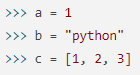 >>> a = 1
>>> b = "python"
>>> c = [1, 2, 3]